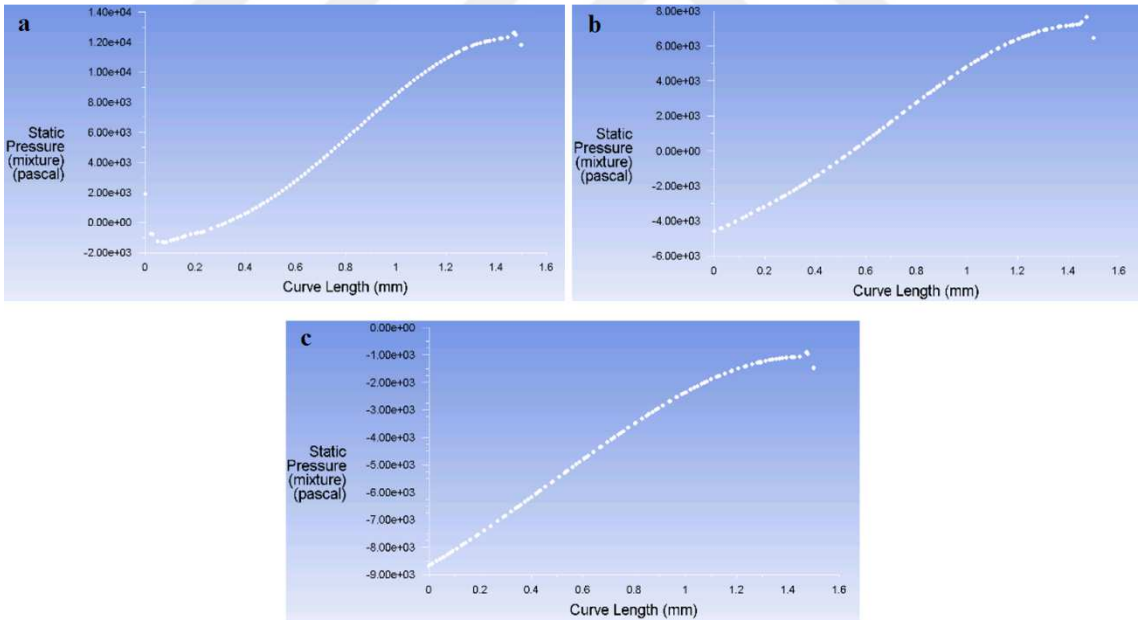 a
1.40e+04
1.20e+04
1.00e+04
8.00e+03
6.00e+03
4.00e+03
2.00e+03
0.00e+00
-2.00e+03
Static
Pressure
(mixture)
(pascal)
0 0.2 0.4 0.6 0.8 1 1.2 1.4 1.6
Curve Length (mm)
b
8.00e+03
6.00e+03
4.00e+03
2.00e+03
0.00e+00
-2.00e+03
-4.00e+03
-6.00e+03
Static
Pressure
(mixture)
(pascal)
0 0.2 0.4 0.6 0.8 1 1.2 1.4 1.6
Curve Length (mm)
c
0.00e+00
-1.00e+03
-2.00e+03
-3.00e+03
-4.00e+03
-5.00e+03
-6.00e+03
-7.00e+03
-8.00e+03
-9.00e+03
Static
Pressure
(mixture)
(pascal)
0 0.2 0.4 0.6 0.8 1 1.2 1.4 1.6
Curve Length (mm)